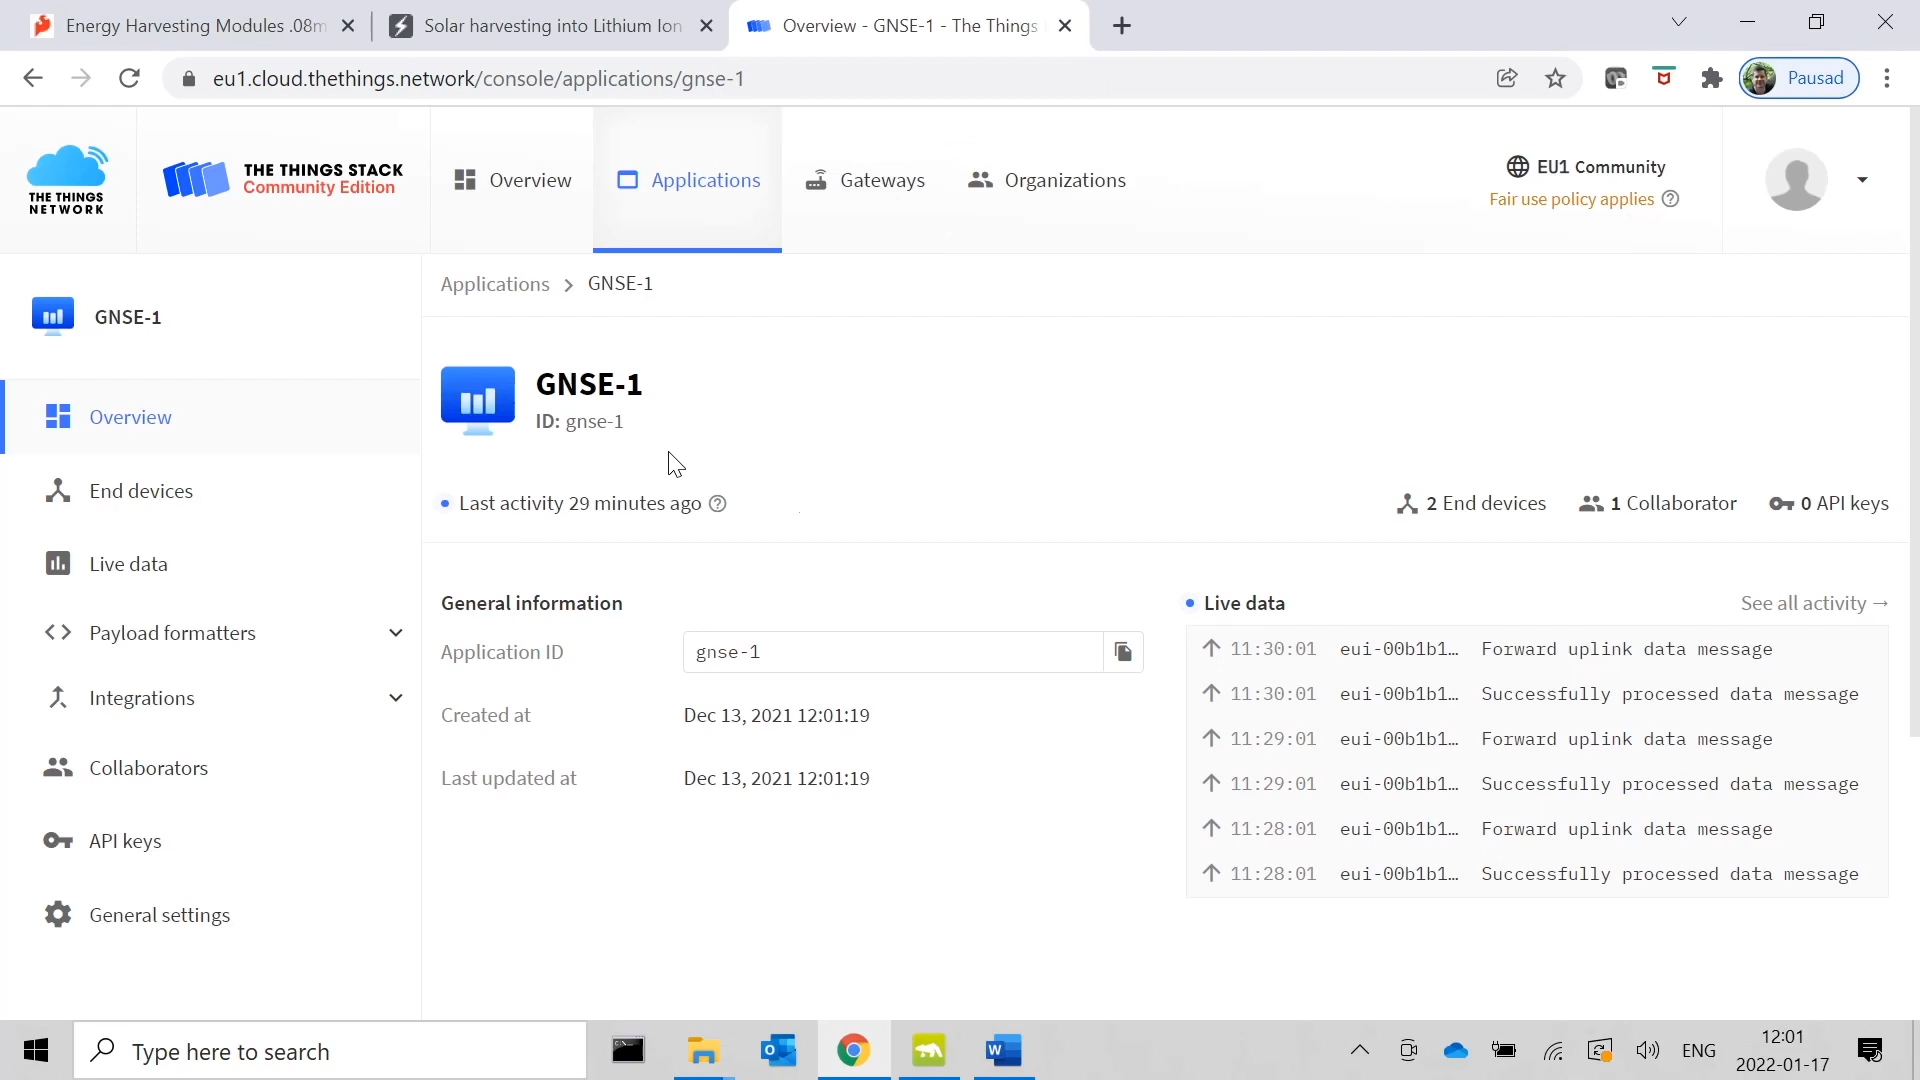 Energy Harvesting Modules .08m
Solar harvesting into Lithium Ion
Overview - GNSE-1 - The Things
eu1.cloud.thethings.network/console/applications/gnse-1
Pausad
THE THINGS
NETWORK
THE THINGS STACK
Community Edition
Overview
Applications
Gateways
Organizations
EU1 Community
Fair use policy applies
GNSE-1
Applications
GNSE-1
GNSE-1
ID: gnse-1
Overview
End devices
Live data
Payload formatters
Integrations
Collaborators
API keys
General settings
Last activity 29 minutes ago
2 End devices
1 Collaborator
0 API keys
General information
Application ID
gnse-1
Created at
Dec 13, 2021 12:01:19
Last updated at
Dec 13, 2021 12:01:19
Live data
See all activity →
↑ 11:30:01 eui-00b1b1… Forward uplink data message
↑ 11:30:01 eui-00b1b1… Successfully processed data message
↑ 11:29:01 eui-00b1b1… Forward uplink data message
↑ 11:29:01 eui-00b1b1… Successfully processed data message
↑ 11:28:01 eui-00b1b1… Forward uplink data message
↑ 11:28:01 eui-00b1b1… Successfully processed data message
Type here to search
ENG
12:01
2022-01-17